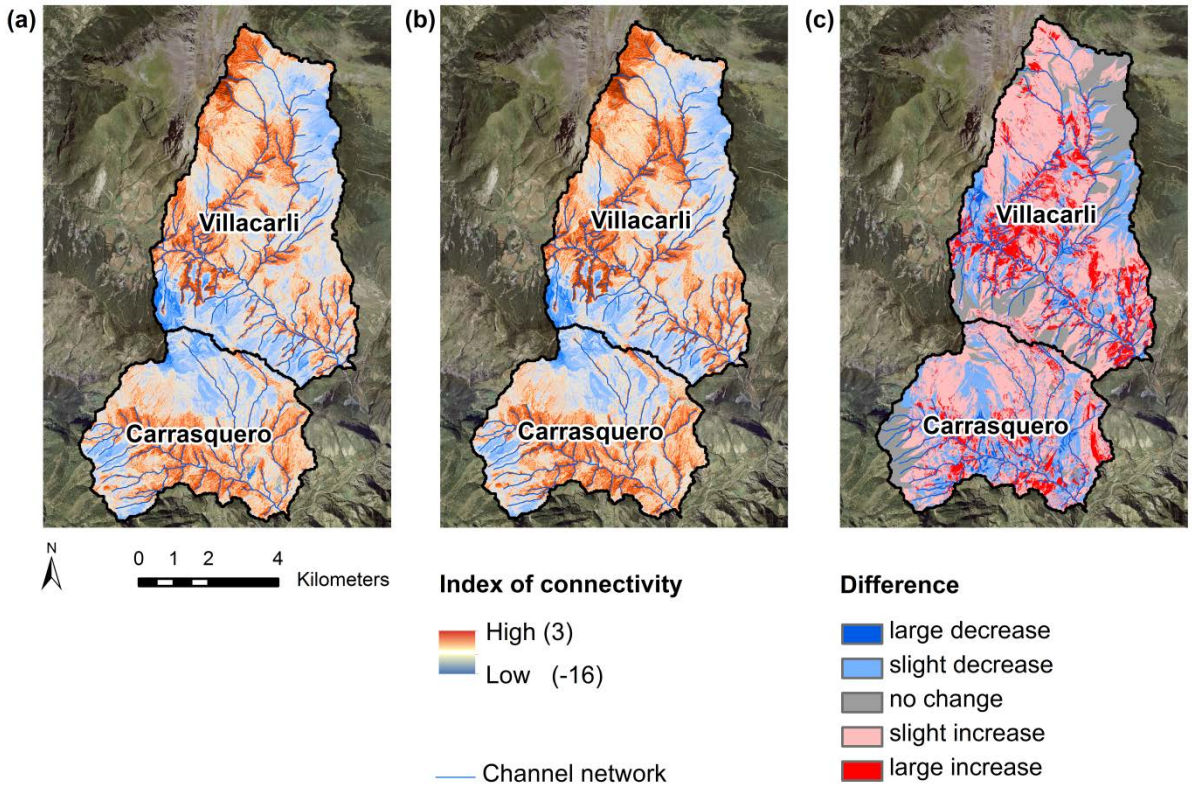 (a)
(b)
(c)
Villacarli
Villacarli
Villacarli
Carrasquero
Carrasquero
Carrasquero
N
0 1 2 4
Kilometers
Index of connectivity
High (3)
Low (-16)
Channel network
Difference
large decrease
slight decrease
no change
slight increase
large increase